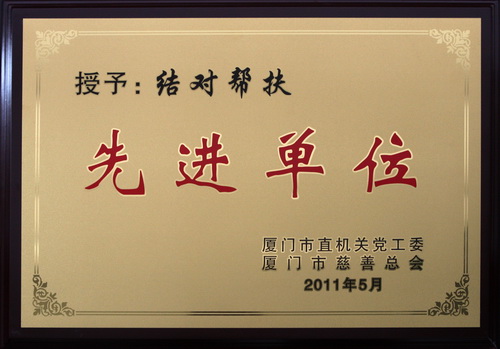 授予：结对帮扶
先进单位
厦门市直机关党工委
厦门市慈善总会
2011年5月